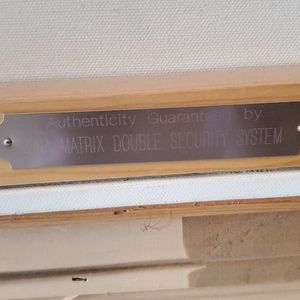 Authenticity Guaranteed by
MATRIX DOUBLE SECURITY SYSTEM